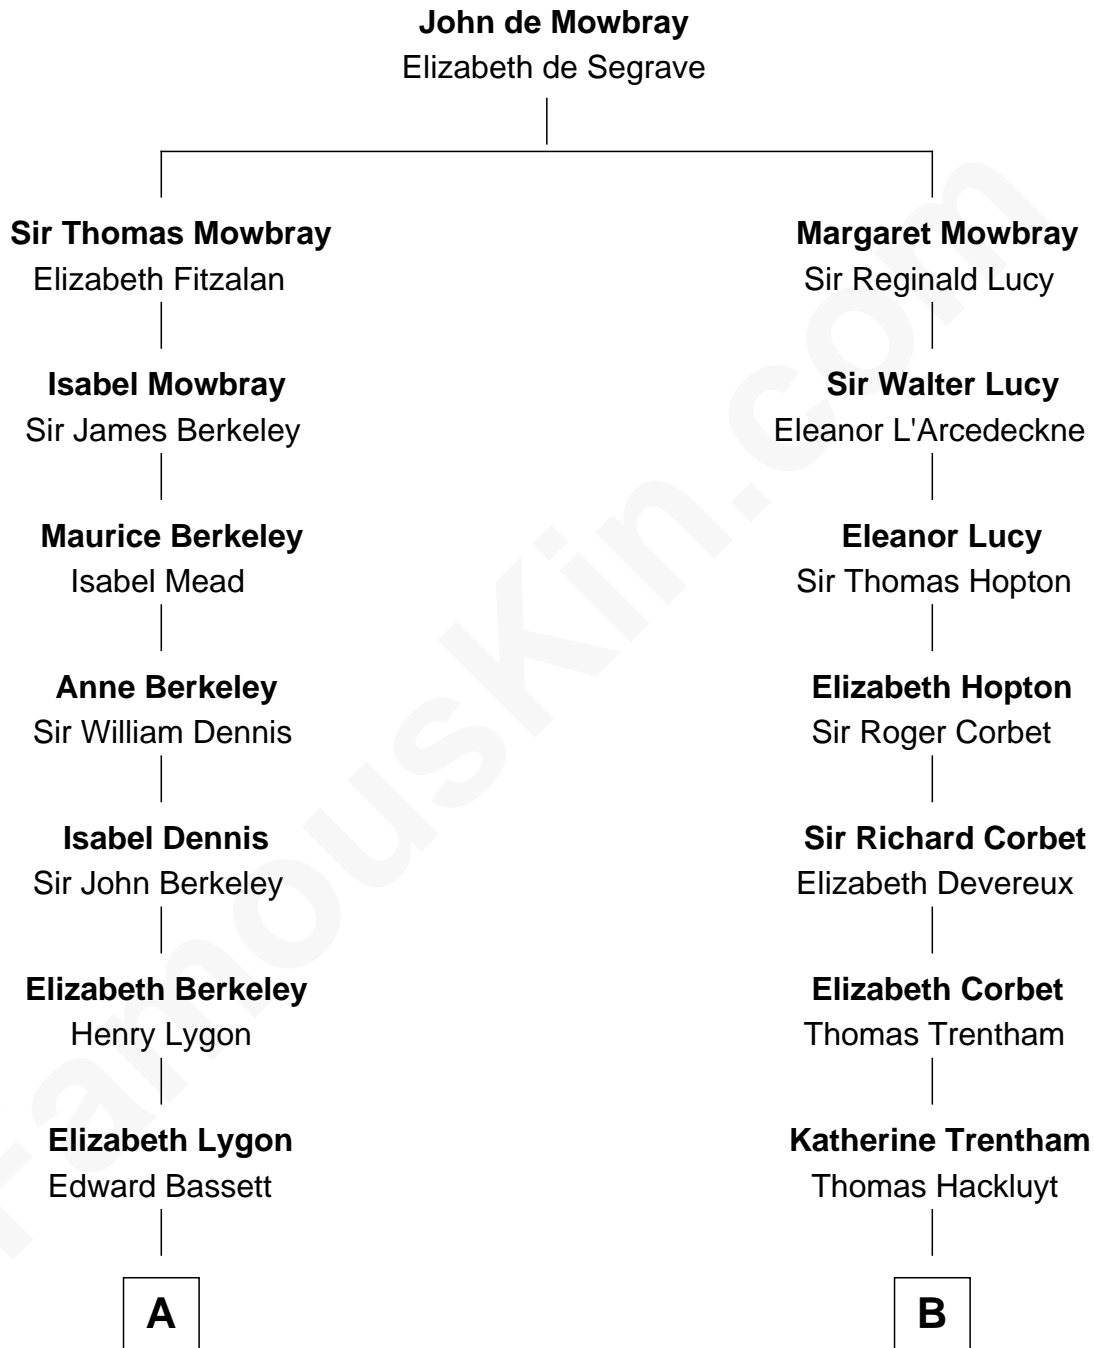 John de Mowbray
Elizabeth de Segrave
Sir Thomas Mowbray
Elizabeth Fitzalan
Margaret Mowbray
Sir Reginald Lucy
Isabel Mowbray
Sir James Berkeley
Sir Walter Lucy
Eleanor L'Arcedeckne
Maurice Berkeley
Isabel Mead
Eleanor Lucy
Sir Thomas Hopton
Anne Berkeley
Sir William Dennis
Elizabeth Hopton
Sir Roger Corbet
Isabel Dennis
Sir John Berkeley
Sir Richard Corbet
Elizabeth Devereux
Elizabeth Berkeley
Henry Lygon
Elizabeth Corbet
Thomas Trentham
Elizabeth Lygon
Edward Bassett
Katherine Trentham
Thomas Hackluyt
A
B
FamousKin.com